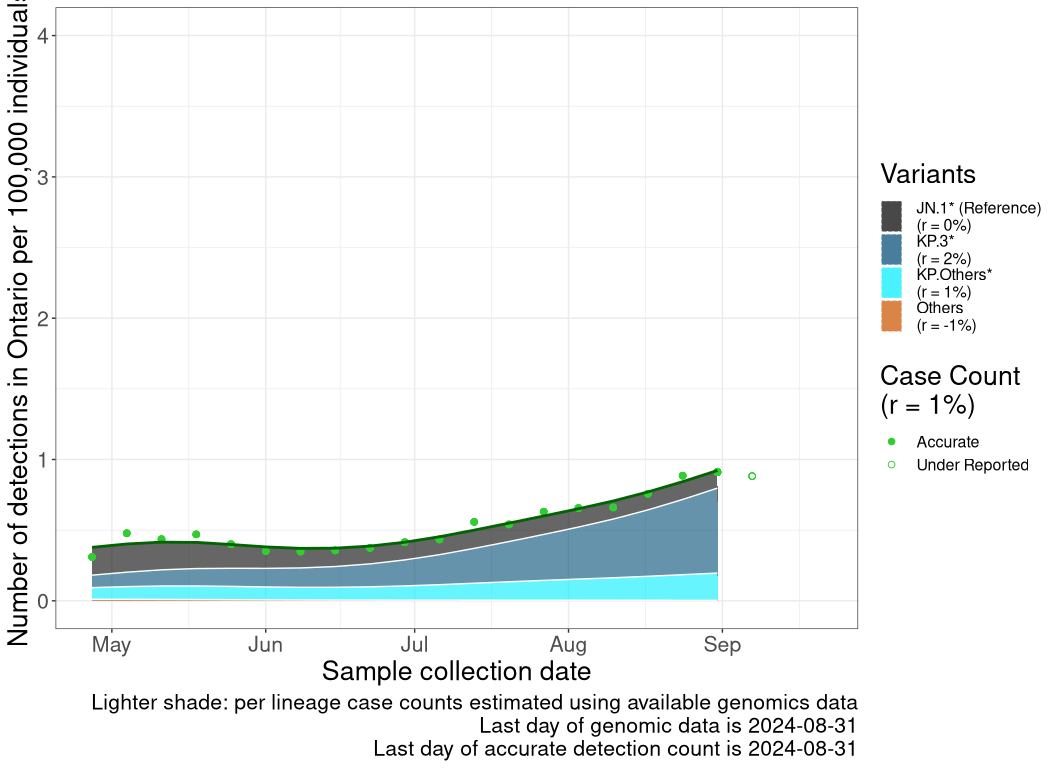 Number of detections in Ontario per 100,000 individuals
4
3
2
1
0
May Jun Jul Aug Sep
Sample collection date
Lighter shade: per lineage case counts estimated using available genomics data
Last day of genomic data is 2024-08-31
Last day of accurate detection count is 2024-08-31
Variants
JN.1* (Reference)
(r = 0%)
KP.3*
(r = 2%)
KP.Others*
(r = 1%)
Others
(r = -1%)
Case Count
(r = 1%)
Accurate
Under Reported